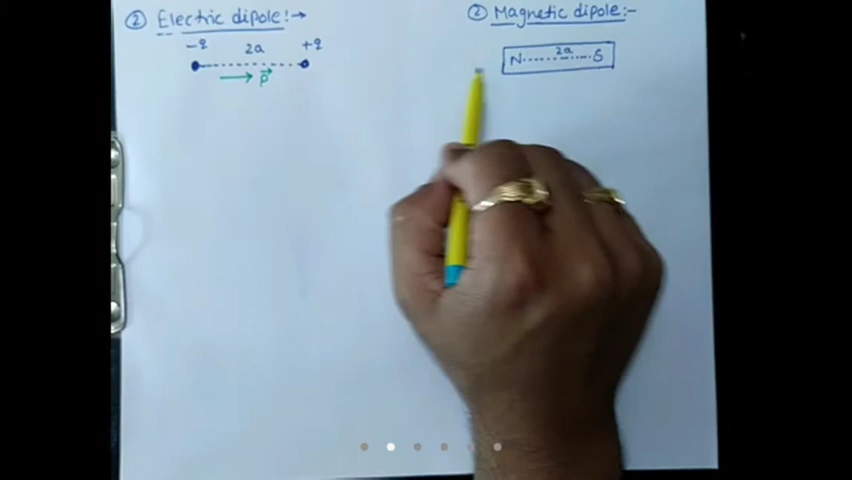 ② Electric dipole:→
-q 2a +q
→ p⃗
② Magnetic dipole:-
N 2a S